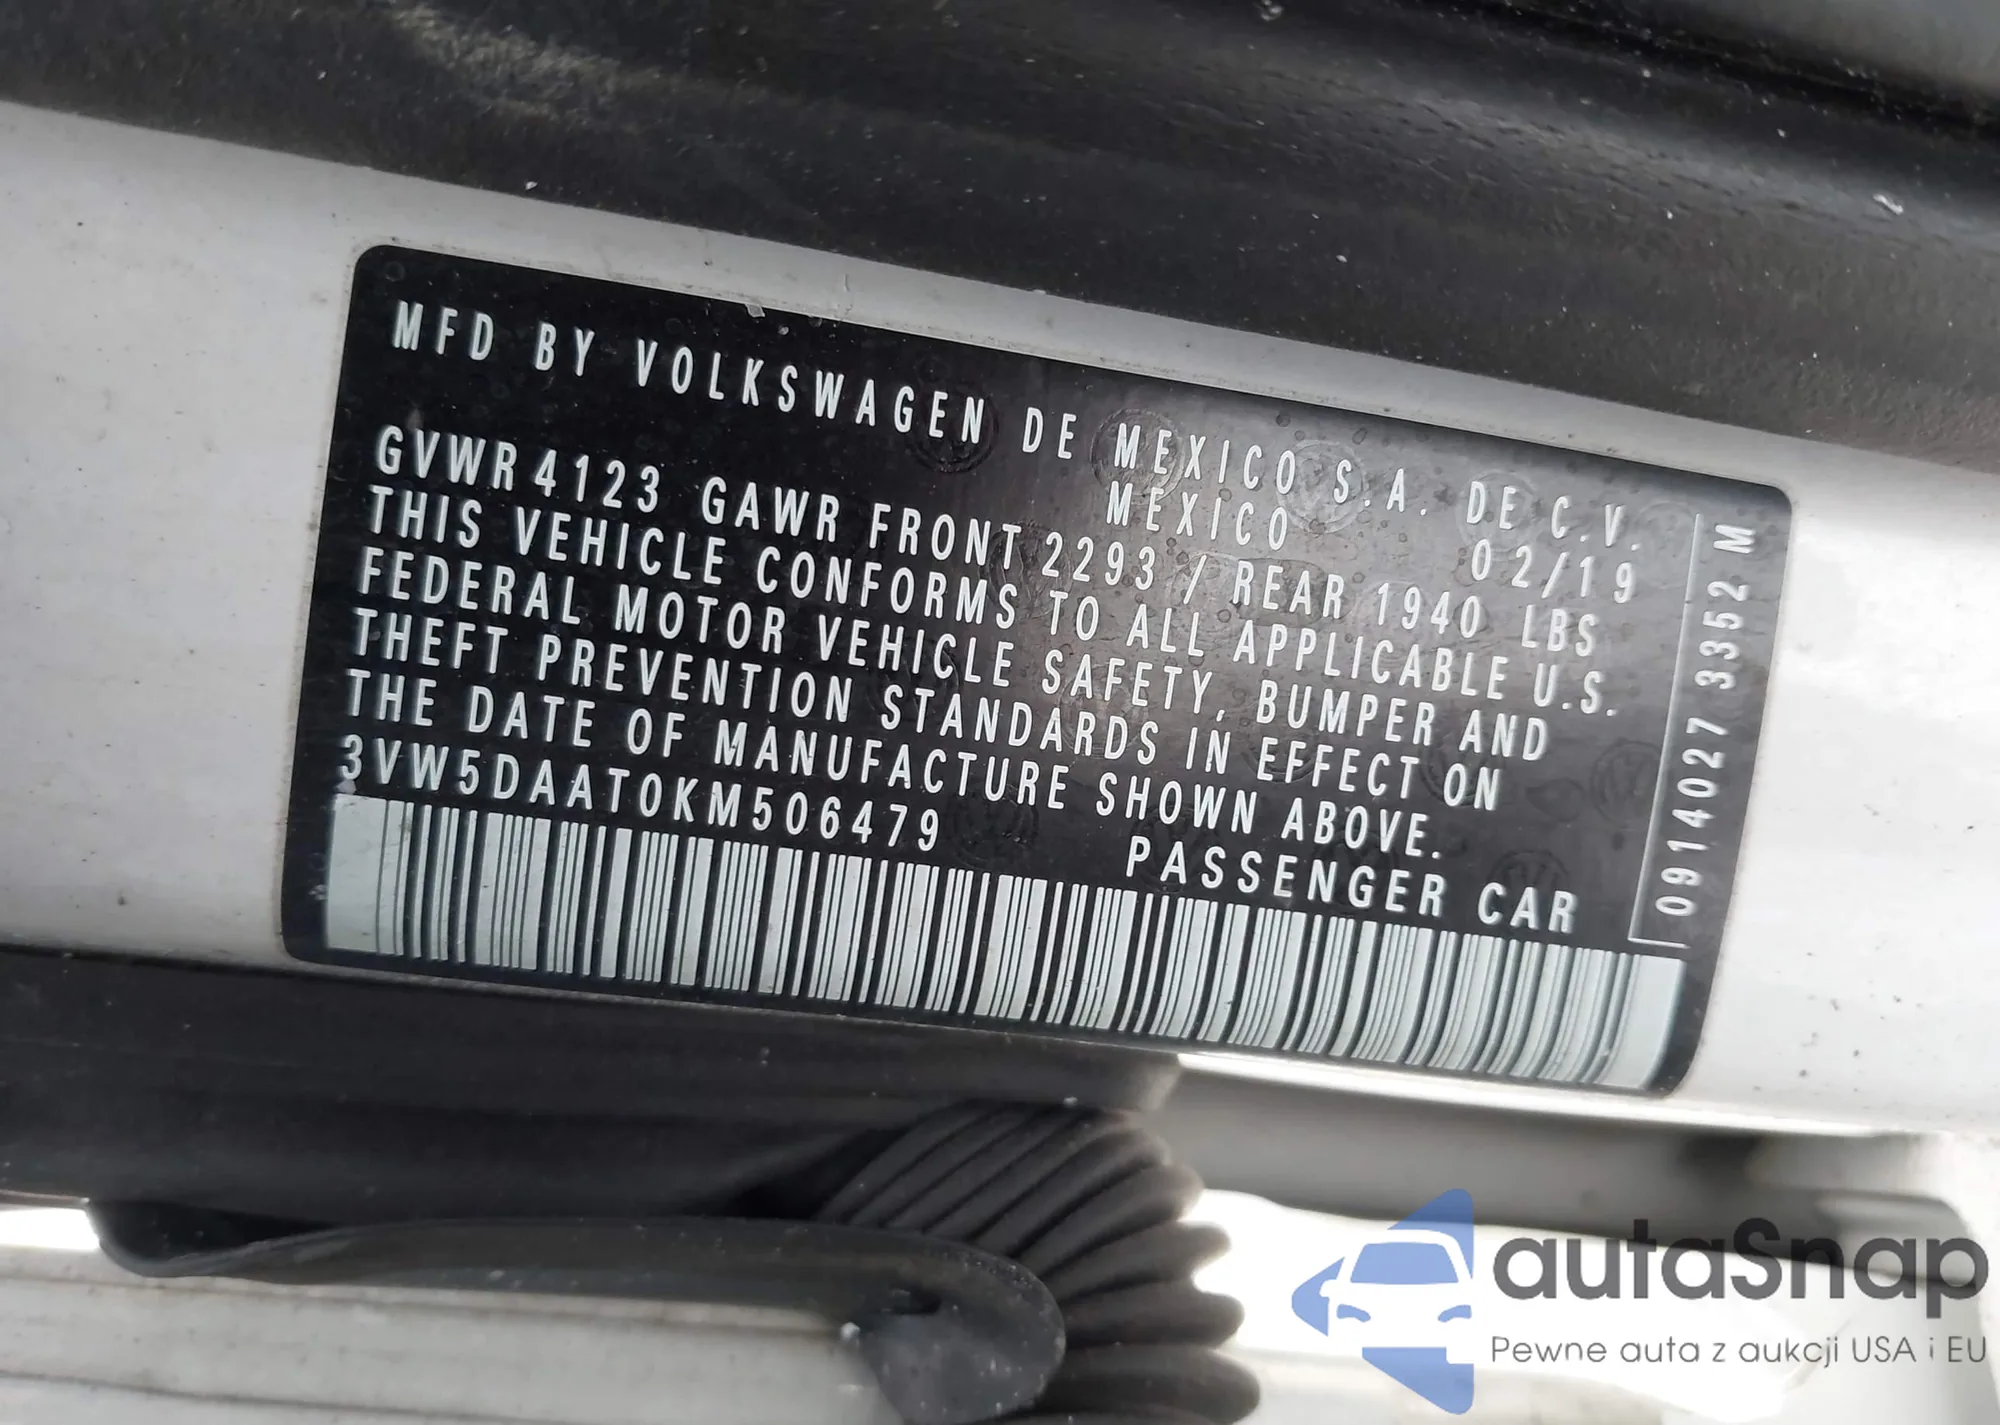 MFD BY VOLKSWAGEN DE MEXICO S.A. DE C.V.
MEXICO 02/19
GVWR 4123 GAWR FRONT 2293 / REAR 1940 LBS
THIS VEHICLE CONFORMS TO ALL APPLICABLE U.S.
FEDERAL MOTOR VEHICLE SAFETY, BUMPER AND
THEFT PREVENTION STANDARDS IN EFFECT ON
THE DATE OF MANUFACTURE SHOWN ABOVE.
3VW5DAAT0KM506479 PASSENGER CAR
0914027 3352 M
autaSnap
Pewne auta z aukcji USA i EU